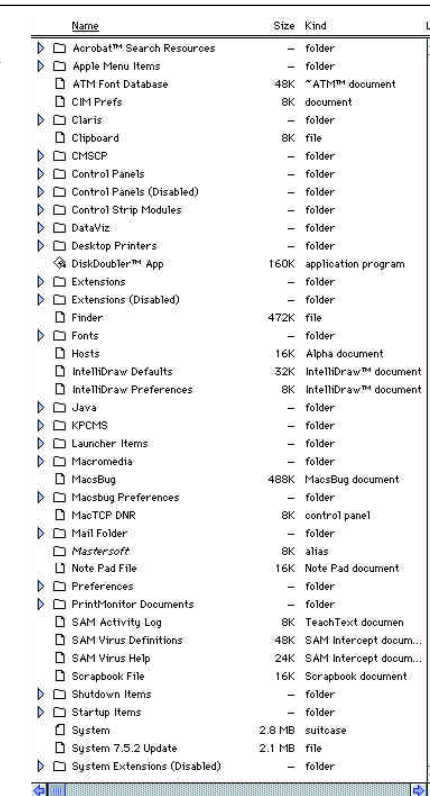 Name Size Kind L
Acrobat™ Search Resources – folder
Apple Menu Items – folder
ATM Font Database 48K ~ATM™ document
CIM Prefs 8K document
Claris – folder
Clipboard 8K file
CMSCP – folder
Control Panels – folder
Control Panels (Disabled) – folder
Control Strip Modules – folder
DataViz – folder
Desktop Printers – folder
DiskDoubler™ App 160K application program
Extensions – folder
Extensions (Disabled) – folder
Finder 472K file
Fonts – folder
Hosts 16K Alpha document
IntelliDraw Defaults 32K IntelliDraw™ document
IntelliDraw Preferences 8K IntelliDraw™ document
Java – folder
KPCMS – folder
Launcher Items – folder
Macromedia – folder
MacsBug 488K MacsBug document
Macsbug Preferences – folder
MacTCP DNR 8K control panel
Mail Folder – folder
Mastersoft 8K alias
Note Pad File 16K Note Pad document
Preferences – folder
PrintMonitor Documents – folder
SAM Activity Log 8K TeachText documen
SAM Virus Definitions 48K SAM Intercept docum...
SAM Virus Help 24K SAM Intercept docum...
Scrapbook File 16K Scrapbook document
Shutdown Items – folder
Startup Items – folder
System 2.8 MB suitcase
System 7.5.2 Update 2.1 MB file
System Extensions (Disabled) – folder